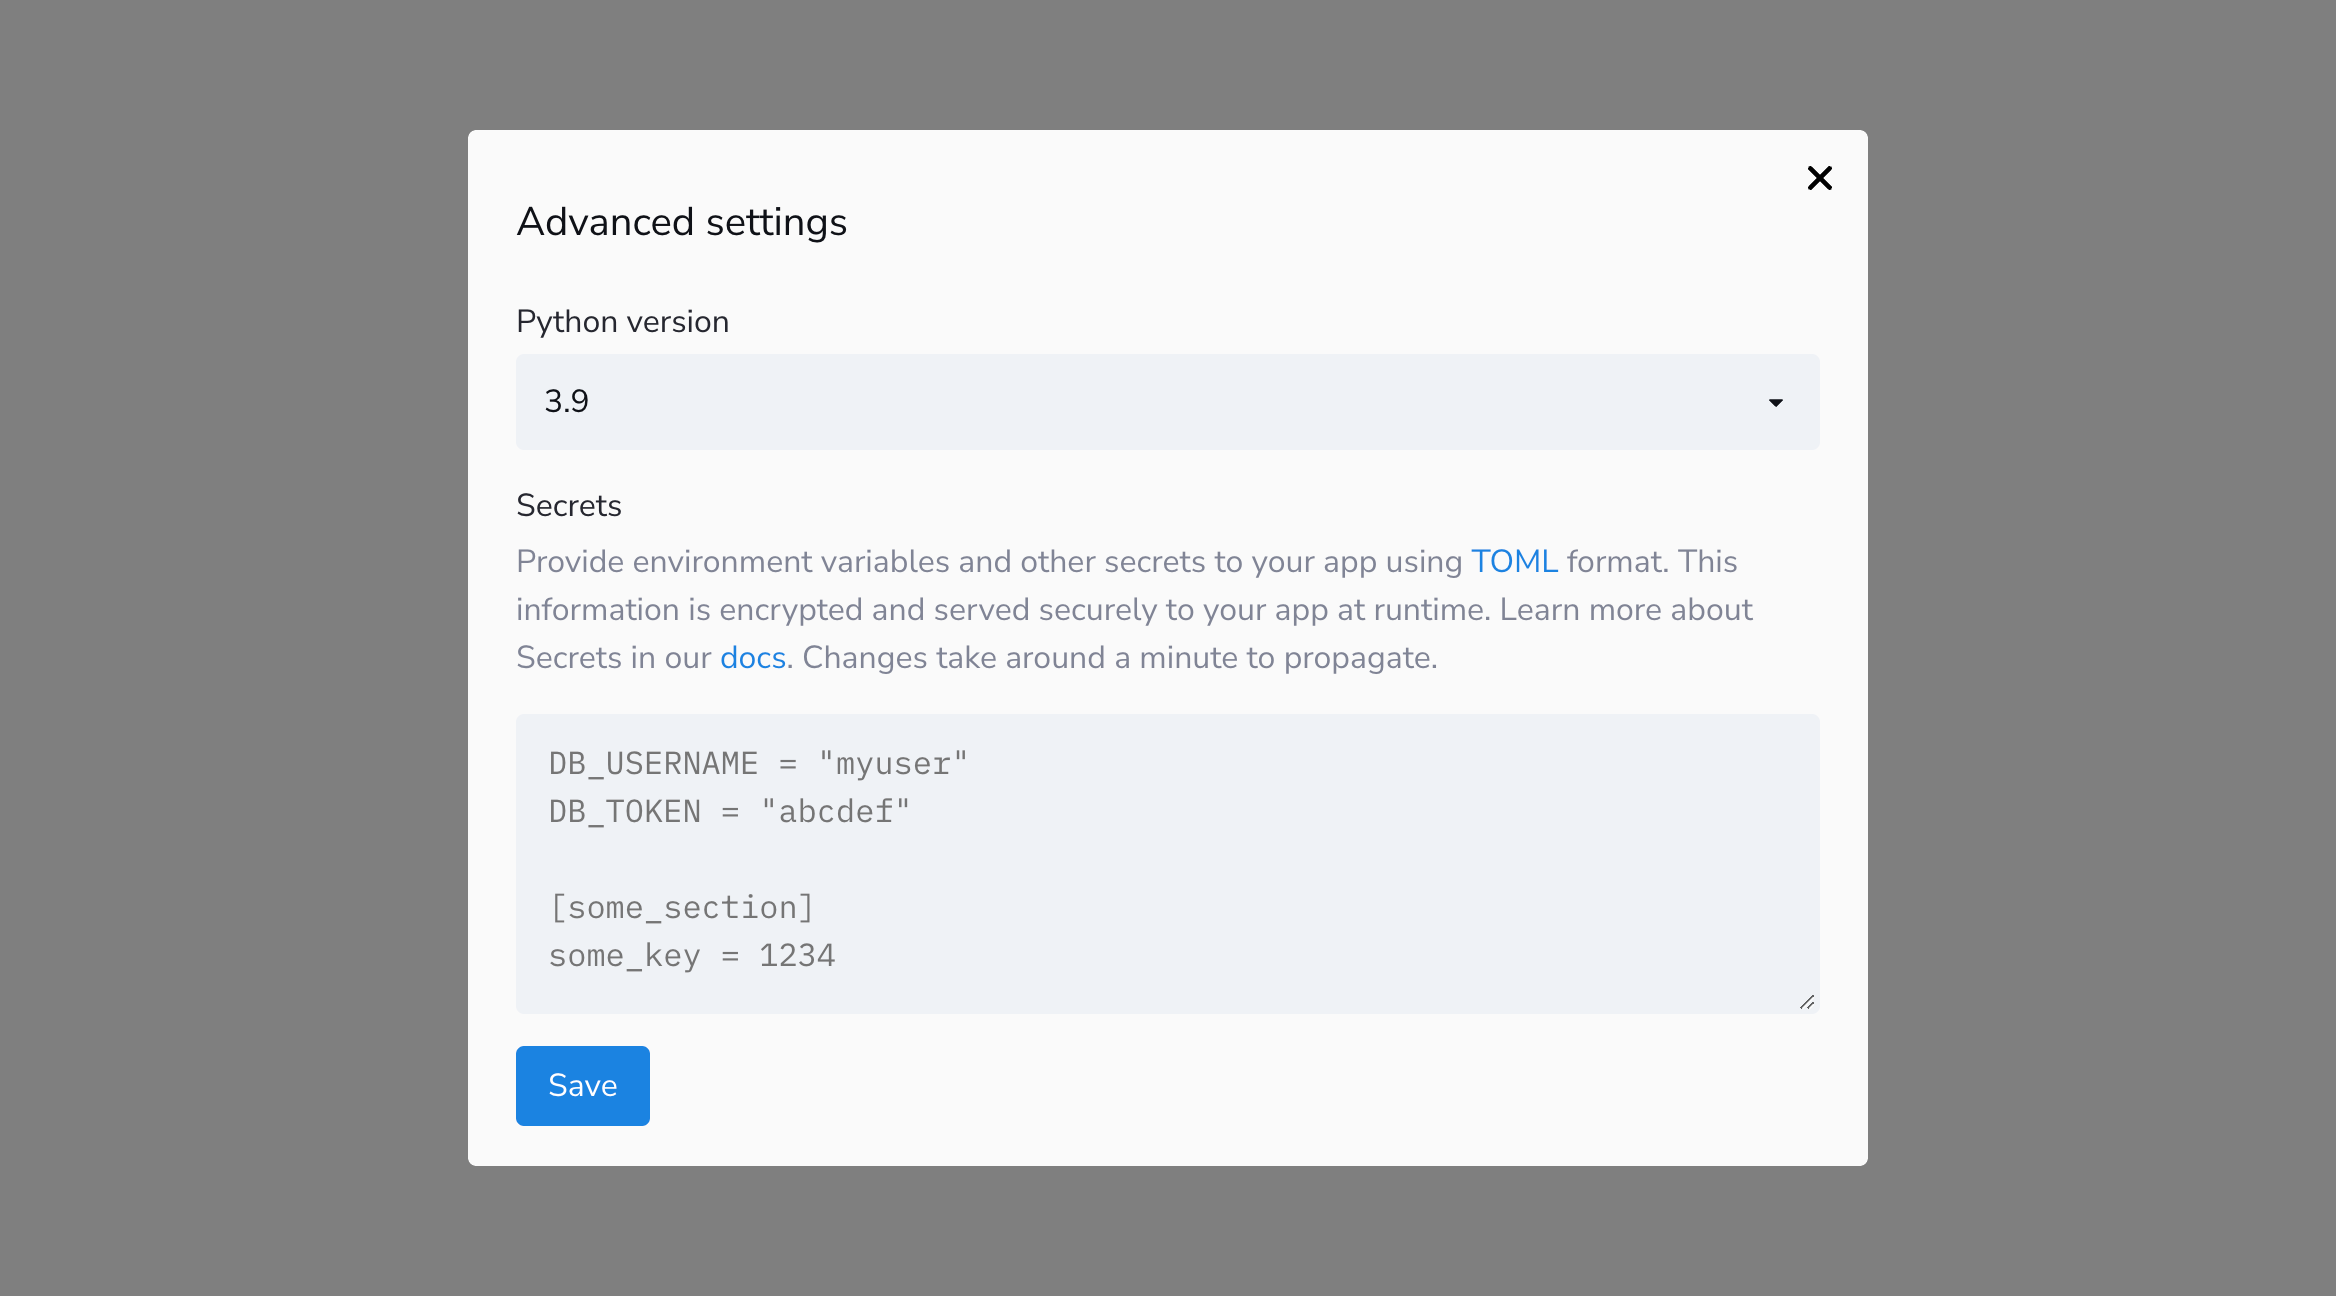 Advanced settings
Python version
3.9
Secrets
Provide environment variables and other secrets to your app using TOML format. This
information is encrypted and served securely to your app at runtime. Learn more about
Secrets in our docs. Changes take around a minute to propagate.
DB_USERNAME = "myuser"
DB_TOKEN = "abcdef"
[some_section]
some_key = 1234
Save